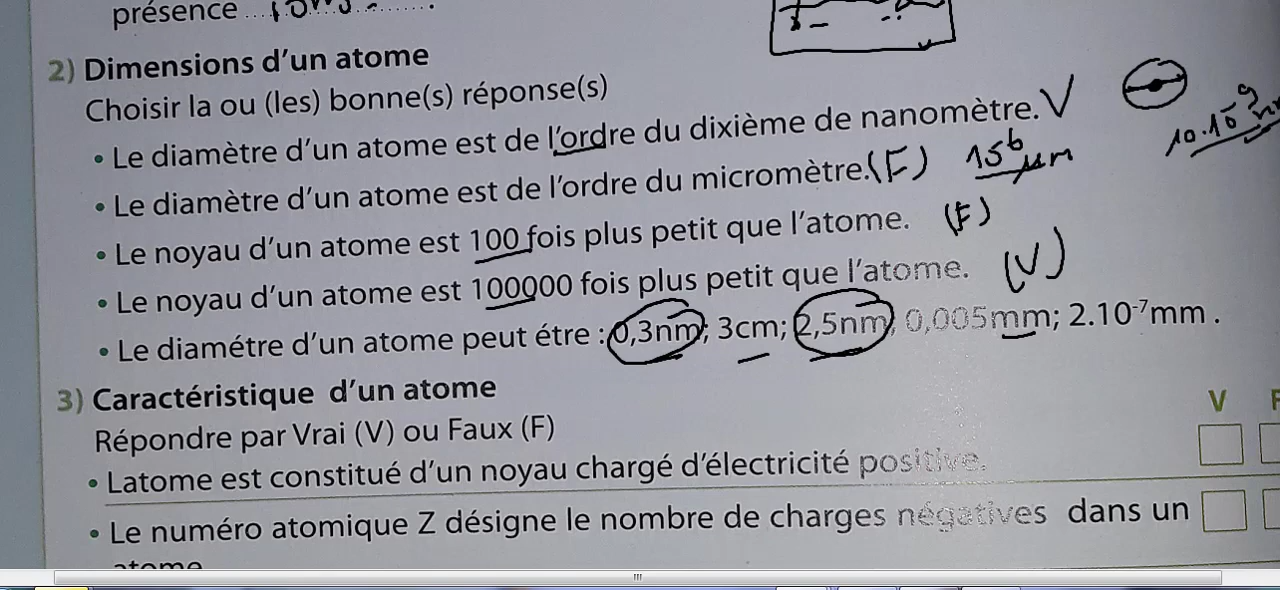 présence
2) Dimensions d'un atome
Choisir la ou (les) bonne(s) réponse(s)
• Le diamètre d'un atome est de l'ordre du dixième de nanomètre. V
• Le diamètre d'un atome est de l'ordre du micromètre. (F)
• Le noyau d'un atome est 100 fois plus petit que l'atome. (F)
• Le noyau d'un atome est 100000 fois plus petit que l'atome. (V)
• Le diamétre d'un atome peut étre : 0,3nm; 3cm; 2,5nm; 0,005mm; 2.10⁻⁷mm .
3) Caractéristique d'un atome
V F
Répondre par Vrai (V) ou Faux (F)
• Latome est constitué d'un noyau chargé d'électricité positive.
• Le numéro atomique Z désigne le nombre de charges négatives dans un
atome